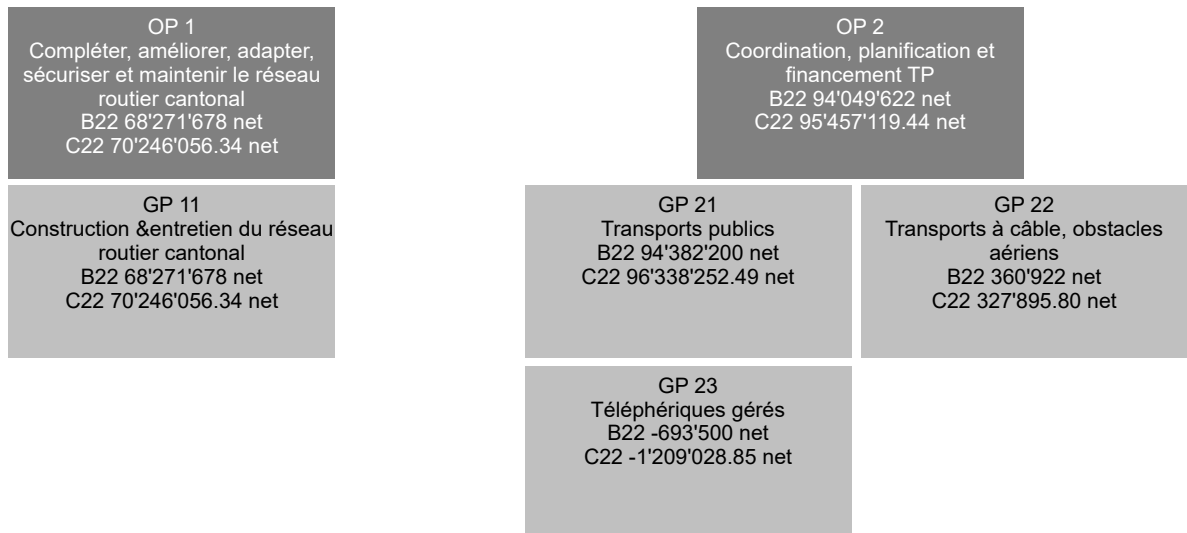 OP 1
Compléter, améliorer, adapter,
sécuriser et maintenir le réseau
routier cantonal
B22 68'271'678 net
C22 70'246'056.34 net
OP 2
Coordination, planification et
financement TP
B22 94'049'622 net
C22 95'457'119.44 net
GP 11
Construction &entretien du réseau
routier cantonal
B22 68'271'678 net
C22 70'246'056.34 net
GP 21
Transports publics
B22 94'382'200 net
C22 96'338'252.49 net
GP 22
Transports à câble, obstacles
aériens
B22 360'922 net
C22 327'895.80 net
GP 23
Téléphériques gérés
B22 -693'500 net
C22 -1'209'028.85 net